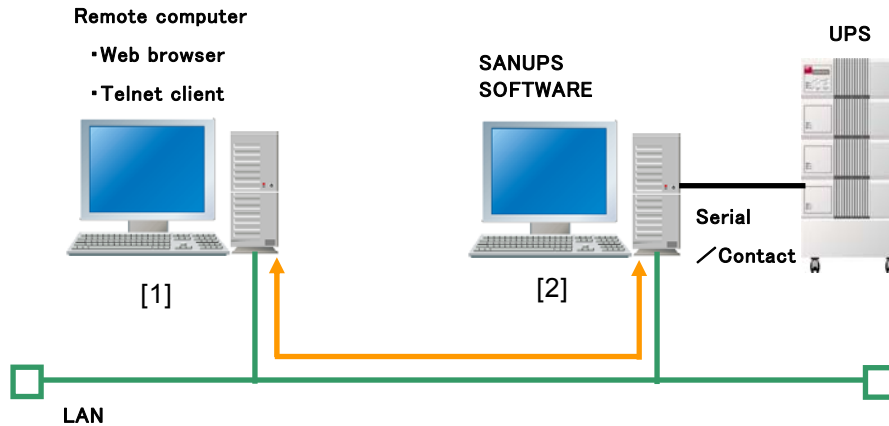 Remote computer
・Web browser
・Telnet client
SANUPS
SOFTWARE
UPS
Serial
／Contact
[1]
[2]
LAN